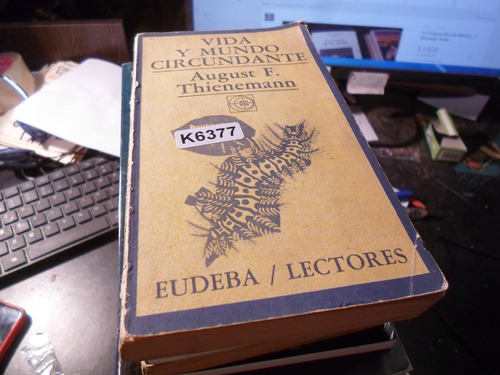 VIDA
Y MUNDO
CIRCUNDANTE
August F.
Thienemann
K6377
EUDEBA / LECTORES